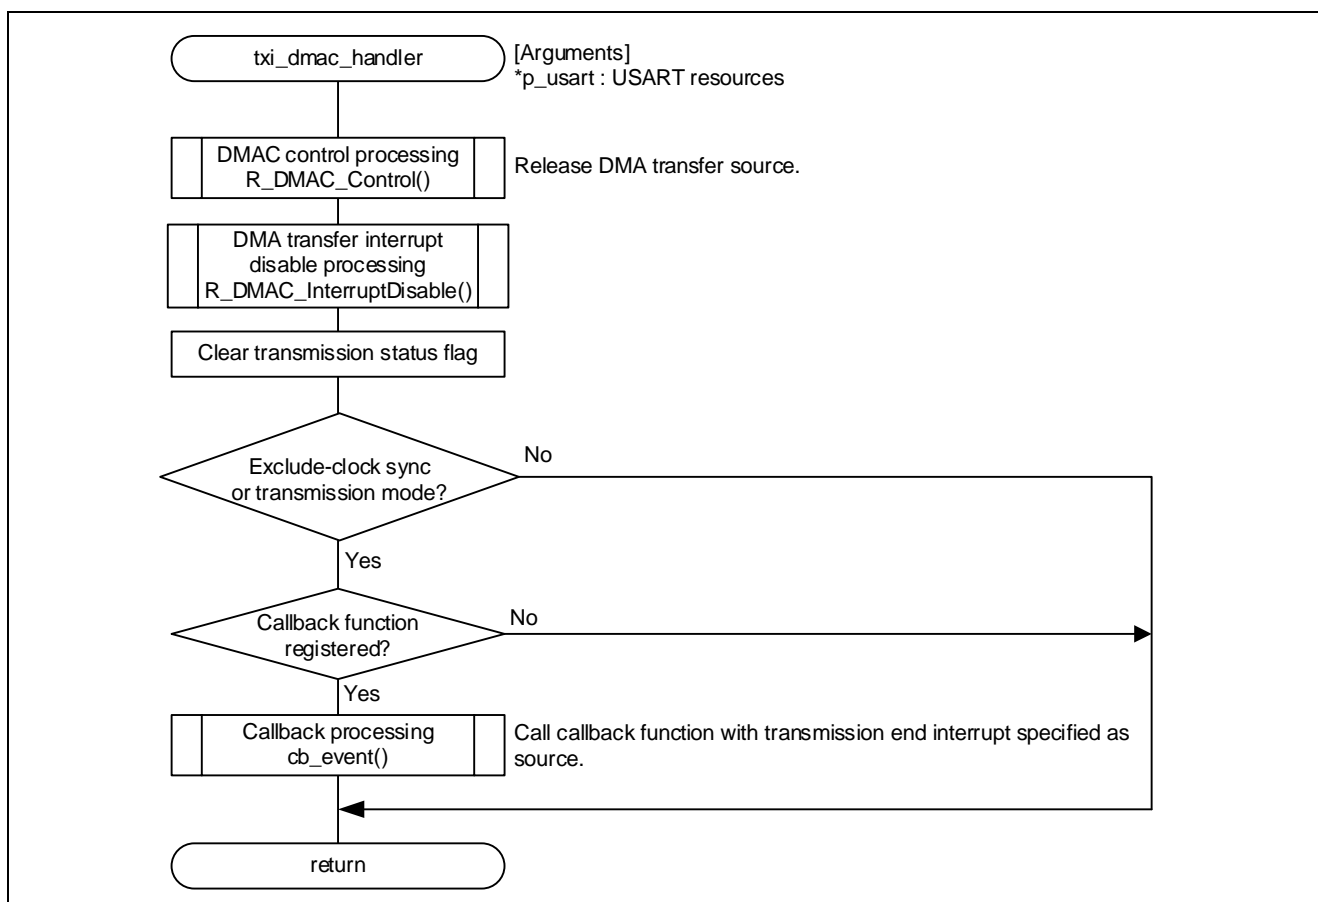 txi_dmac_handler
[Arguments]
*p_usart : USART resources
DMAC control processing
R_DMAC_Control()
Release DMA transfer source.
DMA transfer interrupt
disable processing
R_DMAC_InterruptDisable()
Clear transmission status flag
Exclude-clock sync
or transmission mode?
No
Yes
Callback function
registered?
No
Yes
Callback processing
cb_event()
Call callback function with transmission end interrupt specified as
source.
return